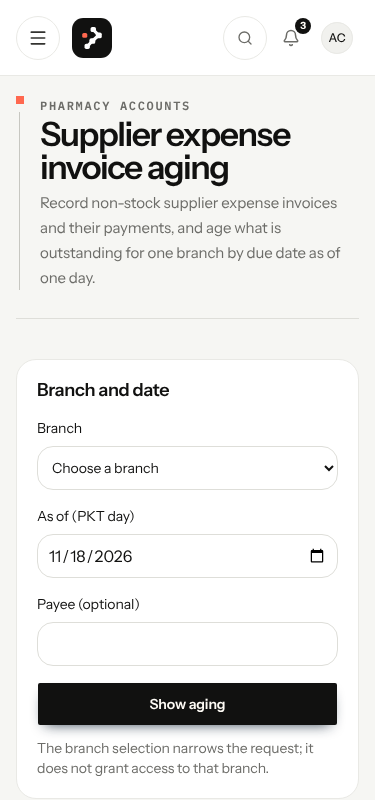 3
AC
PHARMACY ACCOUNTS
Supplier expense
invoice aging
Record non-stock supplier expense invoices
and their payments, and age what is
outstanding for one branch by due date as of
one day.
Branch and date
Branch
Choose a branch
As of (PKT day)
11/18/2026
Payee (optional)
Show aging
The branch selection narrows the request; it
does not grant access to that branch.